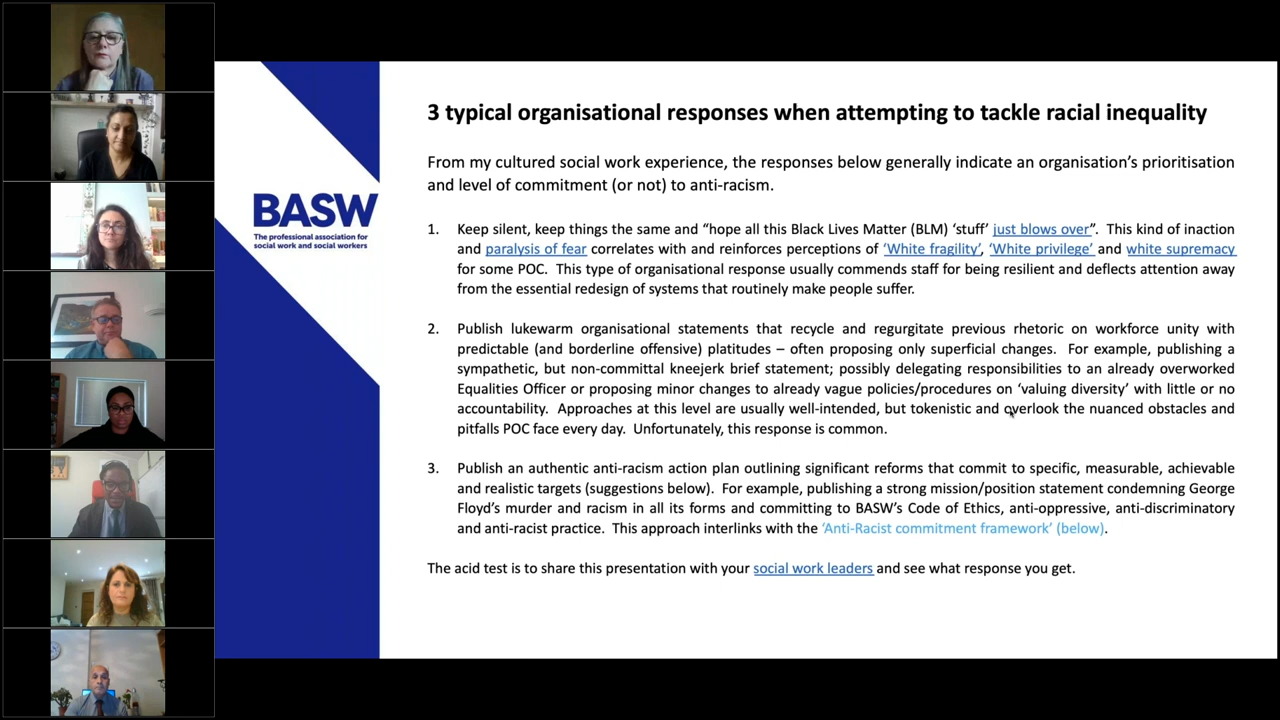 3 typical organisational responses when attempting to tackle racial inequality
From my cultured social work experience, the responses below generally indicate an organisation's prioritisation
and level of commitment (or not) to anti-racism.
BASW
The professional association for
social work and social workers
1. Keep silent, keep things the same and “hope all this Black Lives Matter (BLM) ‘stuff’ just blows over”. This kind of inaction
and paralysis of fear correlates with and reinforces perceptions of ‘White fragility’, ‘White privilege’ and white supremacy
for some POC. This type of organisational response usually commends staff for being resilient and deflects attention away
from the essential redesign of systems that routinely make people suffer.
2. Publish lukewarm organisational statements that recycle and regurgitate previous rhetoric on workforce unity with
predictable (and borderline offensive) platitudes – often proposing only superficial changes. For example, publishing a
sympathetic, but non-committal kneejerk brief statement; possibly delegating responsibilities to an already overworked
Equalities Officer or proposing minor changes to already vague policies/procedures on ‘valuing diversity’ with little or no
accountability. Approaches at this level are usually well-intended, but tokenistic and overlook the nuanced obstacles and
pitfalls POC face every day. Unfortunately, this response is common.
3. Publish an authentic anti-racism action plan outlining significant reforms that commit to specific, measurable, achievable
and realistic targets (suggestions below). For example, publishing a strong mission/position statement condemning George
Floyd’s murder and racism in all its forms and committing to BASW’s Code of Ethics, anti-oppressive, anti-discriminatory
and anti-racist practice. This approach interlinks with the ‘Anti-Racist commitment framework’ (below).
The acid test is to share this presentation with your social work leaders and see what response you get.